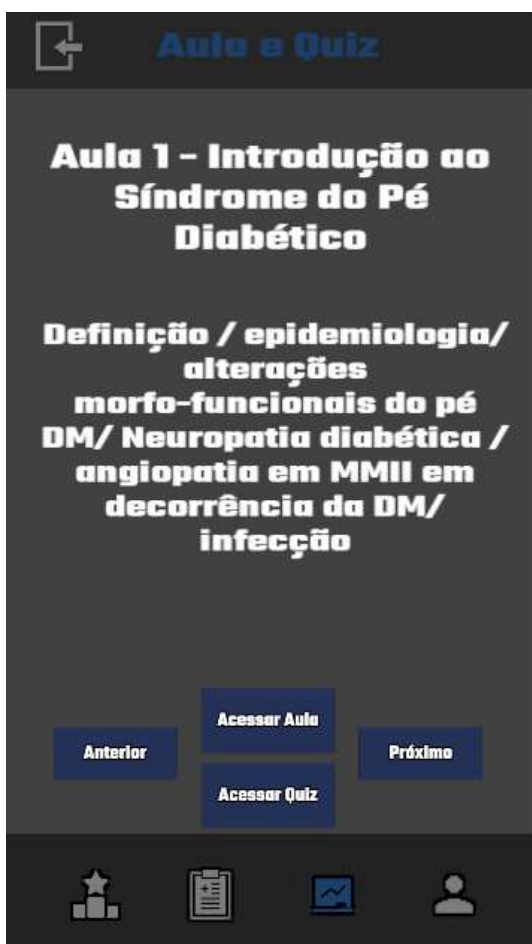 Aula e Quiz
Aula 1 - Introdução ao
Síndrome do Pé
Diabético
Definição / epidemiologia/
alterações
morfo-funcionais do pé
DM/ Neuropatia diabética /
angiopatia em MMII em
decorrência da DM/
infecção
Acessar Aula
Anterior
Próximo
Acessar Quiz